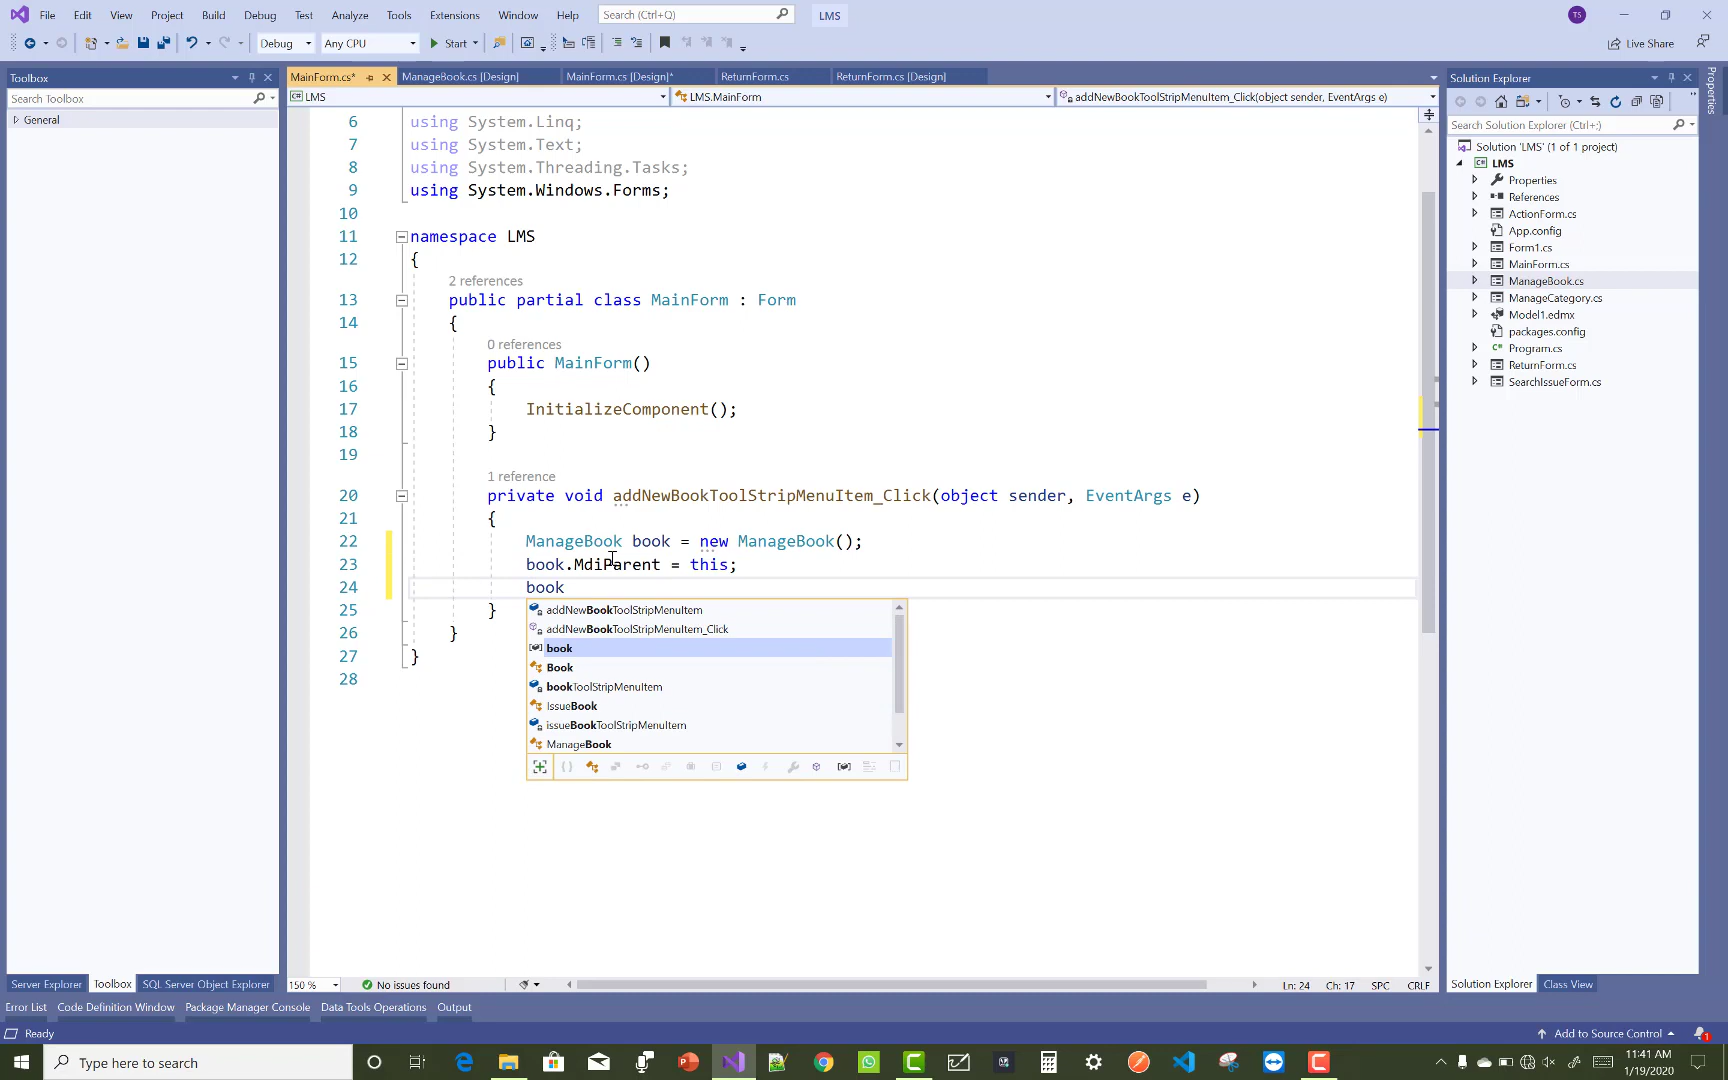 File Edit View Project Build Debug Test Analyze Tools Extensions Window Help Search (Ctrl+Q) LMS TS
Debug Any CPU Start Live Share
Toolbox
Search Toolbox
General
MainForm.cs* ManageBook.cs [Design] MainForm.cs [Design]* ReturnForm.cs ReturnForm.cs [Design]
LMS LMS.MainForm addNewBookToolStripMenuItem_Click(object sender, EventArgs e)
6 using System.Linq;
7 using System.Text;
8 using System.Threading.Tasks;
9 using System.Windows.Forms;
10
11 namespace LMS
12 {
2 references
13 public partial class MainForm : Form
14 {
0 references
15 public MainForm()
16 {
17 InitializeComponent();
18 }
19
1 reference
20 private void addNewBookToolStripMenuItem_Click(object sender, EventArgs e)
21 {
22 ManageBook book = new ManageBook();
23 book.MdiParent = this;
24 book
25 }
26 }
27 }
28
addNewBookToolStripMenuItem
addNewBookToolStripMenuItem_Click
book
Book
bookToolStripMenuItem
IssueBook
issueBookToolStripMenuItem
ManageBook
Solution Explorer
Search Solution Explorer (Ctrl+;)
Solution 'LMS' (1 of 1 project)
LMS
Properties
References
ActionForm.cs
App.config
Form1.cs
MainForm.cs
ManageBook.cs
ManageCategory.cs
Model1.edmx
packages.config
Program.cs
ReturnForm.cs
SearchIssueForm.cs
Properties
Server Explorer Toolbox SQL Server Object Explorer
150 % No issues found Ln: 24 Ch: 17 SPC CRLF
Solution Explorer Class View
Error List Code Definition Window Package Manager Console Data Tools Operations Output
Ready Add to Source Control 1
Type here to search
11:41 AM
1/19/2020